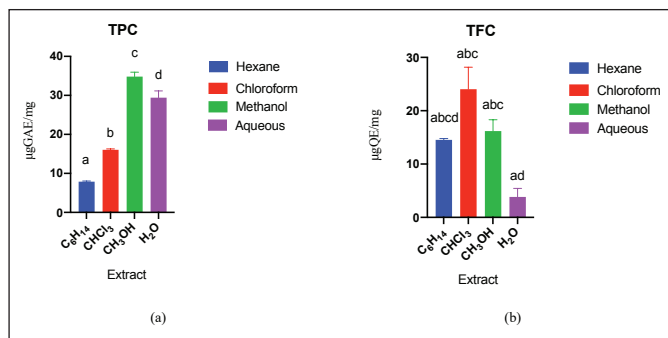 TPC
µgGAE/mg
40
30
20
10
0
a
b
c
d
C₆H₁₄
CHCl₃
CH₃OH
H₂O
Extract
Hexane
Chloroform
Methanol
Aqueous
(a)
TFC
µgQE/mg
30
20
10
0
abcd
abc
abc
ad
C₆H₁₄
CHCl₃
CH₃OH
H₂O
Extract
Hexane
Chloroform
Methanol
Aqueous
(b)